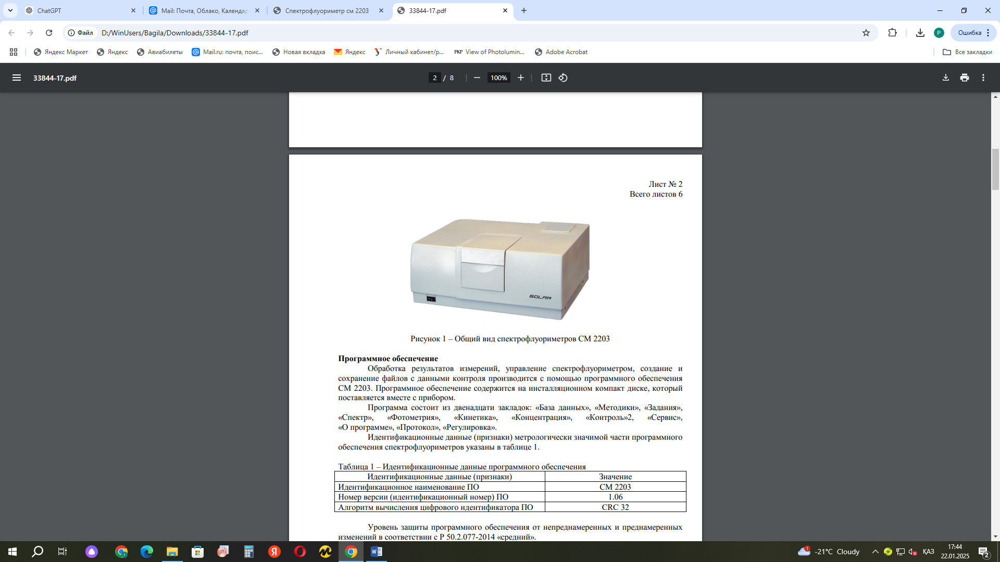 ChatGPT
Mail: Почта, Облако, Календар
Спектрофлуориметр см 2203
33844-17.pdf
Файл
D:/WinUsers/Bagila/Downloads/33844-17.pdf
P
Ошибка
Яндекс Маркет
Яндекс
Авиабилеты
Mail.ru: почта, поис...
Новая вкладка
Яндекс
Личный кабинет/р...
PKP View of Photolumin...
Adobe Acrobat
Все закладки
33844-17.pdf
2 / 8
100%
Лист № 2
Всего листов 6
SOLAR
Рисунок 1 – Общий вид спектрофлуориметров СМ 2203
Программное обеспечение
Обработка результатов измерений, управление спектрофлуориметром, создание и
сохранение файлов с данными контроля производится с помощью программного обеспечения
СМ 2203. Программное обеспечение содержится на инсталляционном компакт диске, который
поставляется вместе с прибором.
Программа состоит из двенадцати закладок: «База данных», «Методики», «Задания»,
«Спектр», «Фотометрия», «Кинетика», «Концентрация», «Контроль»2, «Сервис»,
«О программе», «Протокол», «Регулировка».
Идентификационные данные (признаки) метрологически значимой части программного
обеспечения спектрофлуориметров указаны в таблице 1.
Таблица 1 – Идентификационные данные программного обеспечения
Идентификационные данные (признаки) Значение
Идентификационное наименование ПО СМ 2203
Номер версии (идентификационный номер) ПО 1.06
Алгоритм вычисления цифрового идентификатора ПО CRC 32
Уровень защиты программного обеспечения от непреднамеренных и преднамеренных
изменений в соответствии с Р 50.2.077-2014 «средний».
1
-21°C Cloudy
ҚАЗ
17:44
22.01.2025
2